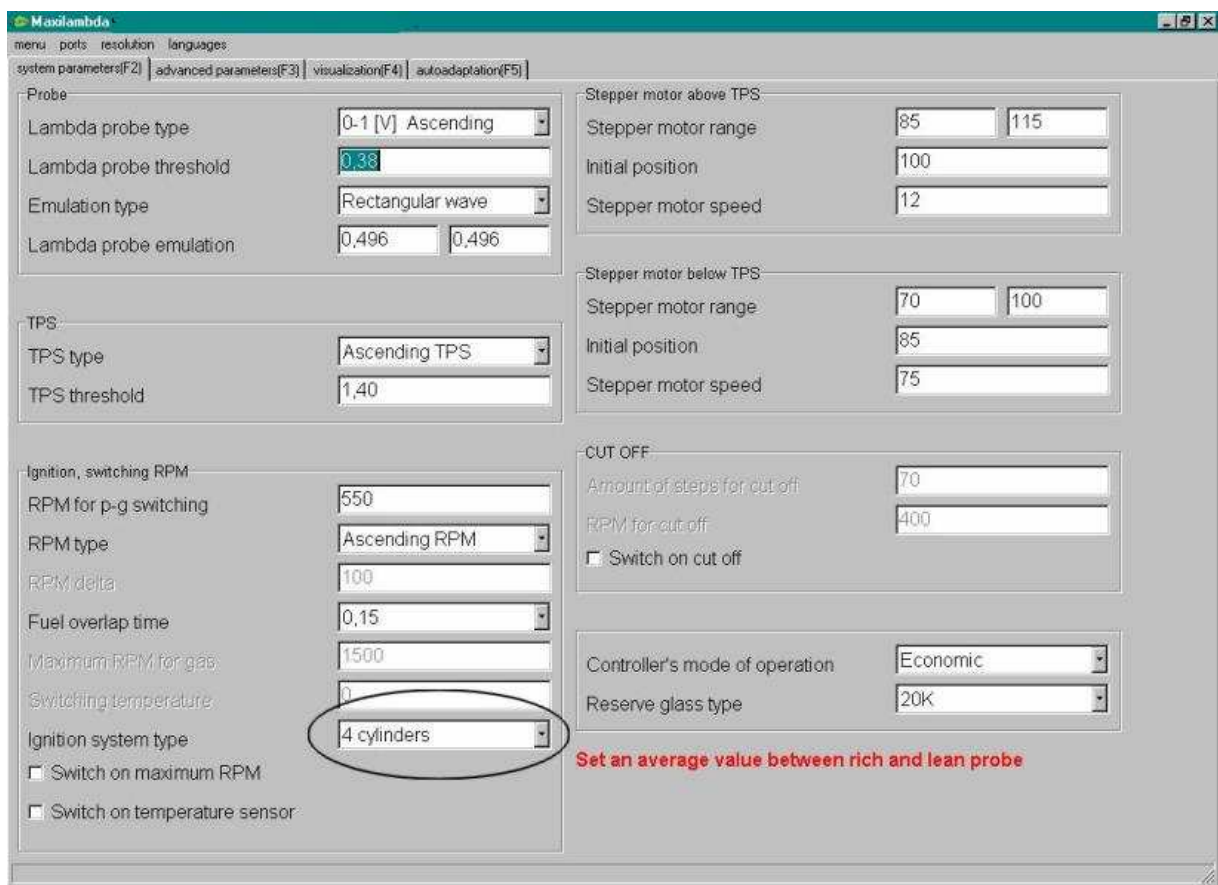 Maxilambda
menu ports resolution languages
system parameters(F2) advanced parameters(F3) visualization(F4) autoadaptation(F5)
Probe
Lambda probe type 0-1 [V] Ascending
Lambda probe threshold 0,38
Emulation type Rectangular wave
Lambda probe emulation 0,496 0,496
TPS
TPS type Ascending TPS
TPS threshold 1,40
Ignition, switching RPM
RPM for p-g switching 550
RPM type Ascending RPM
RPM delta 100
Fuel overlap time 0,15
Maximum RPM for gas 1500
Switching temperature 0
Ignition system type 4 cylinders
Switch on maximum RPM
Switch on temperature sensor
Stepper motor above TPS
Stepper motor range 85 115
Initial position 100
Stepper motor speed 12
Stepper motor below TPS
Stepper motor range 70 100
Initial position 85
Stepper motor speed 75
CUT OFF
Amount of steps for cut off 70
RPM for cut off 400
Switch on cut off
Controller's mode of operation Economic
Reserve glass type 20K
Set an average value between rich and lean probe